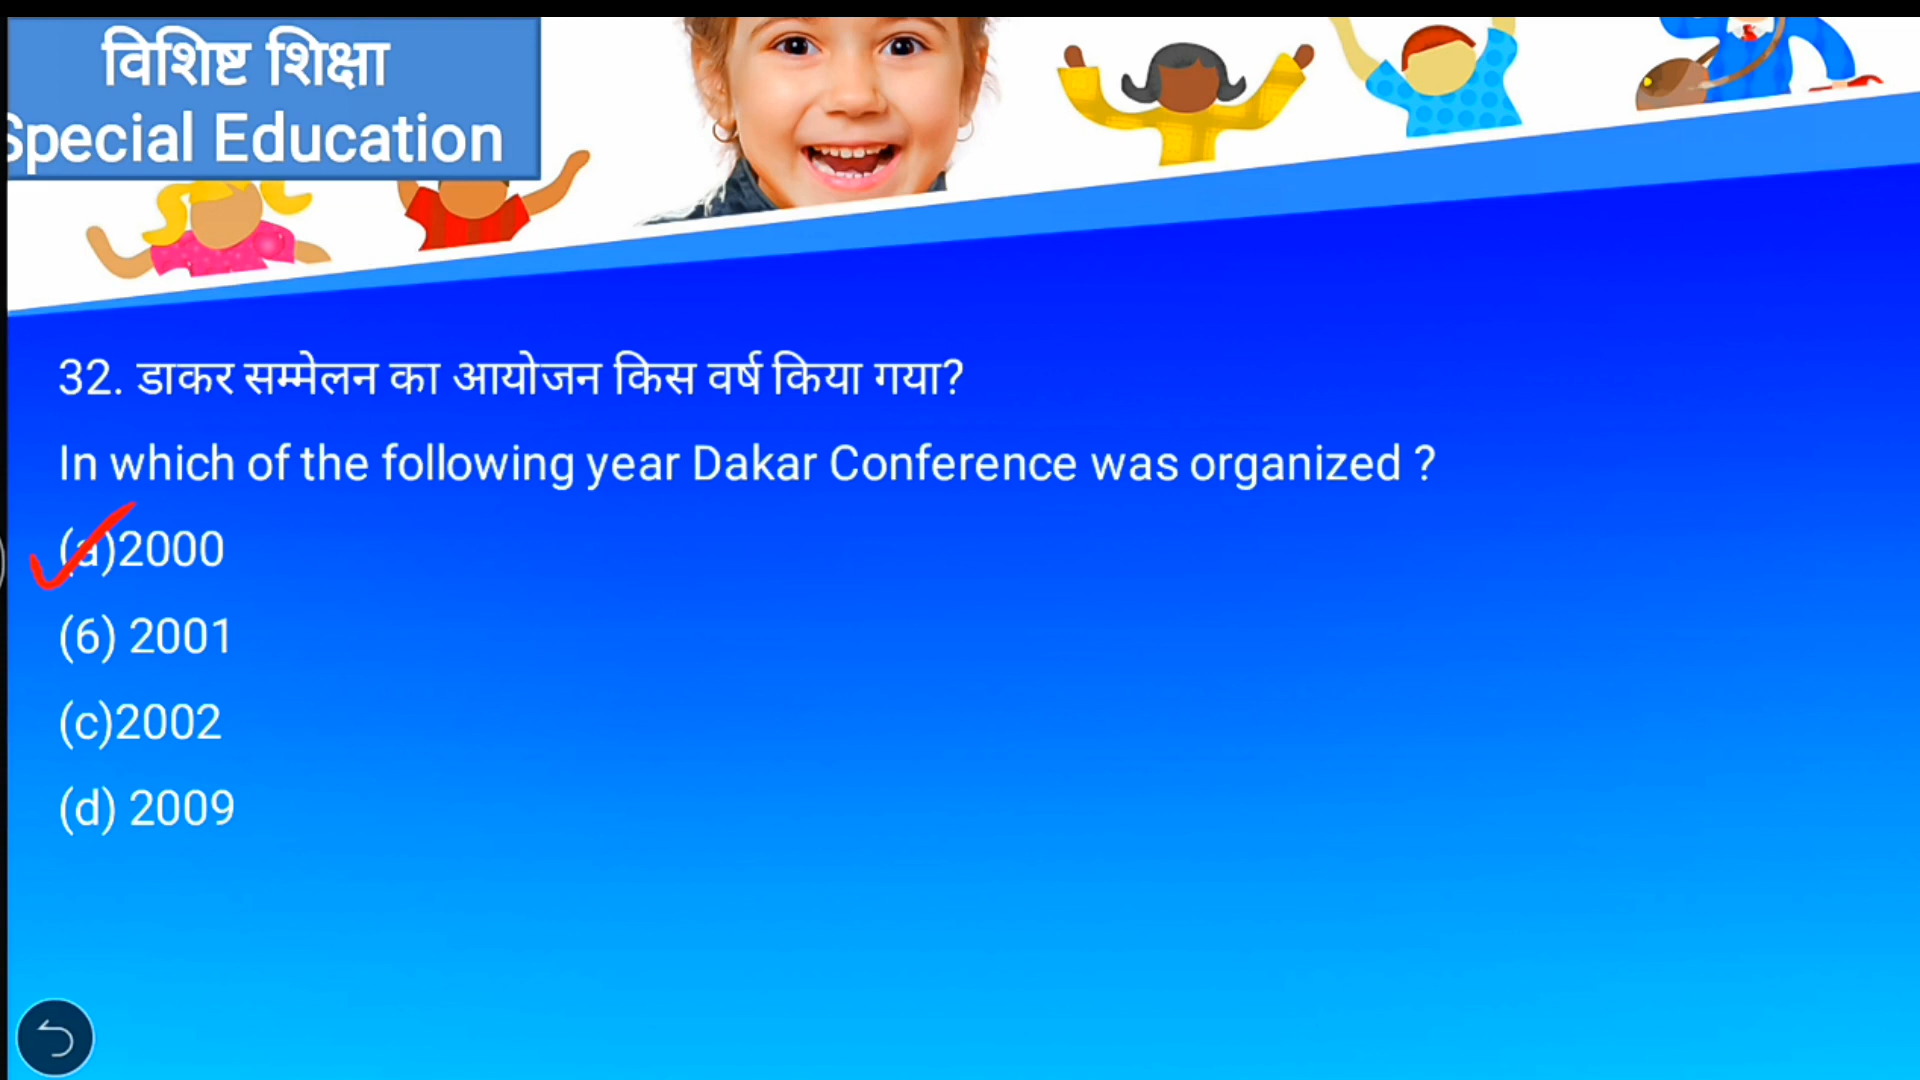 विशिष्ट शिक्षा
Special Education
32. डाकर सम्मेलन का आयोजन किस वर्ष किया गया?
In which of the following year Dakar Conference was organized ?
(a)2000
(6) 2001
(c)2002
(d) 2009